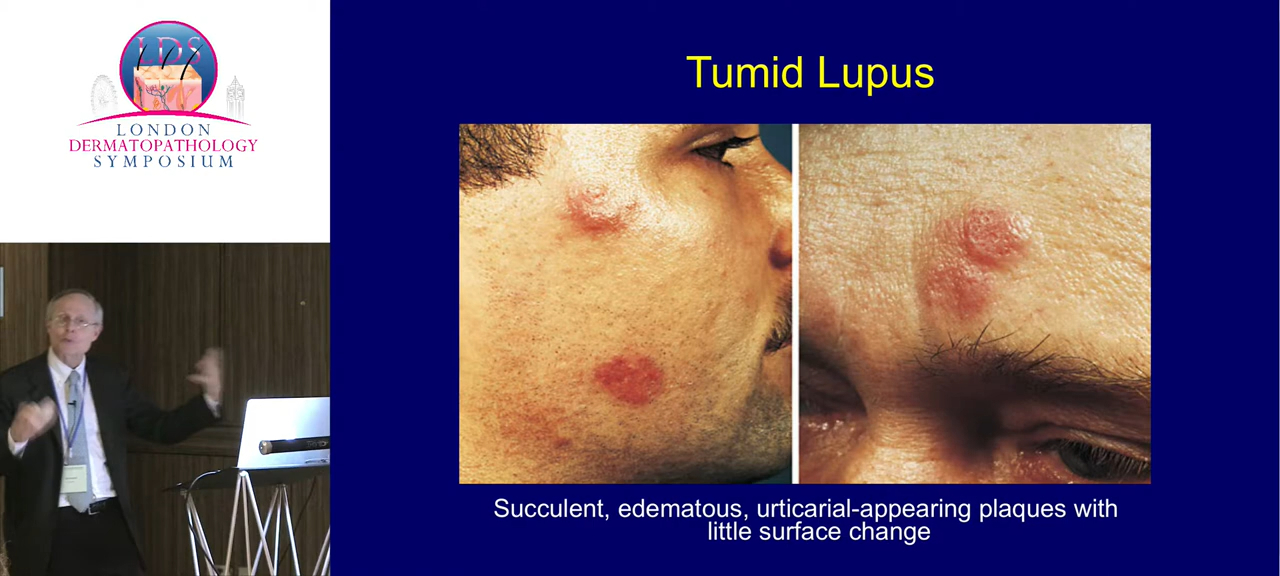 LDS
LONDON
DERMATOPATHOLOGY
SYMPOSIUM
Tumid Lupus
Succulent, edematous, urticarial-appearing plaques with
little surface change